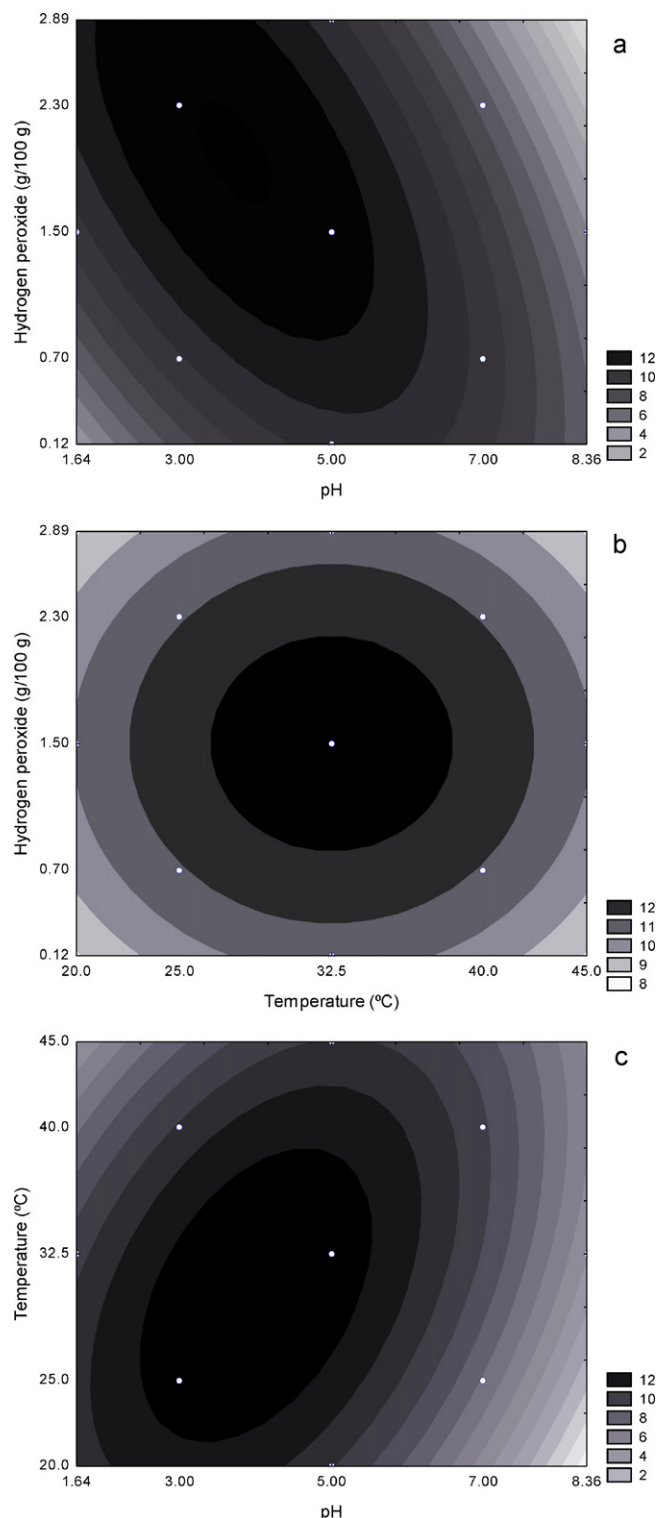 a
2.89
2.30
1.50
0.70
0.12
Hydrogen peroxide (g/100 g)
1.64 3.00 5.00 7.00 8.36
pH
12
10
8
6
4
2
b
2.89
2.30
1.50
0.70
0.12
Hydrogen peroxide (g/100 g)
20.0 25.0 32.5 40.0 45.0
Temperature (ºC)
12
11
10
9
8
c
45.0
40.0
32.5
25.0
20.0
Temperature (ºC)
1.64 3.00 5.00 7.00 8.36
pH
12
10
8
6
4
2